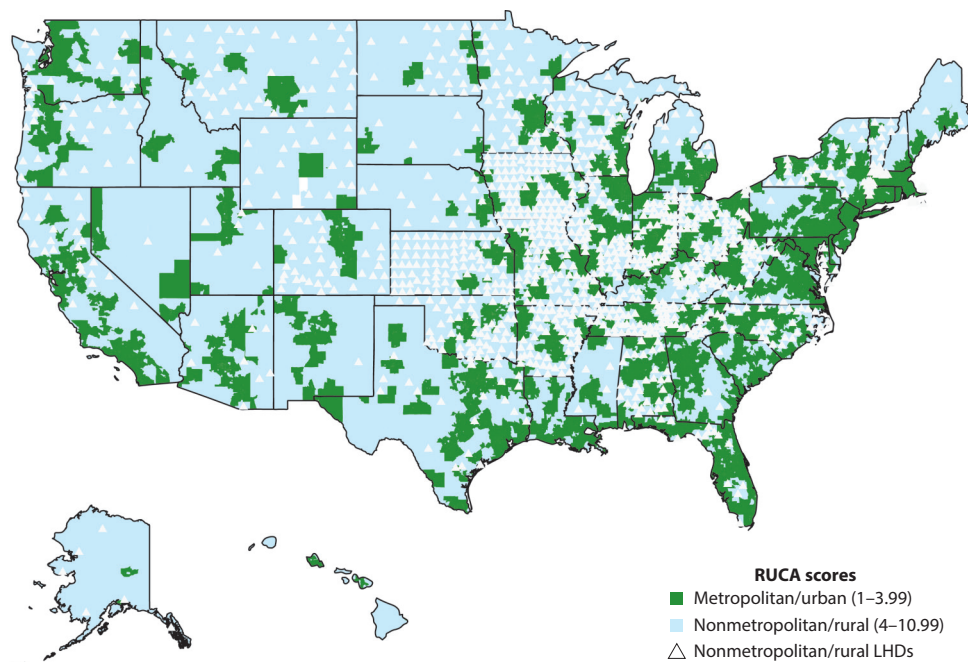 RUCA scores
Metropolitan/urban (1–3.99)
Nonmetropolitan/rural (4–10.99)
Nonmetropolitan/rural LHDs